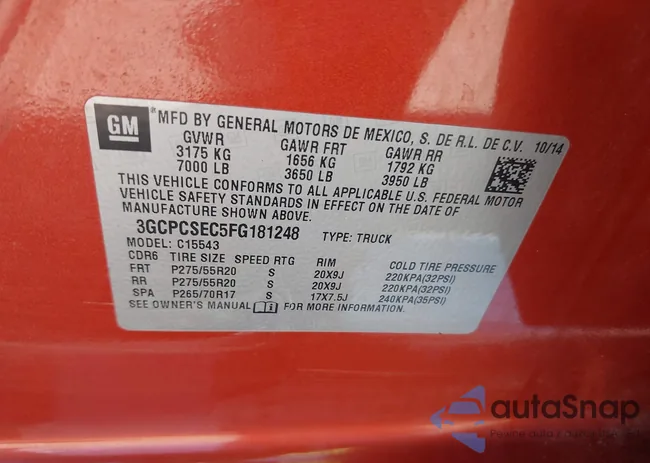 GM ®MFD BY GENERAL MOTORS DE MEXICO, S. DE R.L. DE C.V. 10/14
GVWR GAWR FRT GAWR RR
3175 KG 1656 KG 1792 KG
7000 LB 3650 LB 3950 LB
THIS VEHICLE CONFORMS TO ALL APPLICABLE U.S. FEDERAL MOTOR
VEHICLE SAFETY STANDARDS IN EFFECT ON THE DATE OF
MANUFACTURE SHOWN ABOVE.
3GCPCSEC5FG181248 TYPE: TRUCK
MODEL: C15543
CDR6 TIRE SIZE SPEED RTG RIM COLD TIRE PRESSURE
FRT P275/55R20 S 20X9J 220KPA(32PSI)
RR P275/55R20 S 20X9J 220KPA(32PSI)
SPA P265/70R17 S 17X7.5J 240KPA(35PSI)
SEE OWNER'S MANUAL FOR MORE INFORMATION.
autoSnap